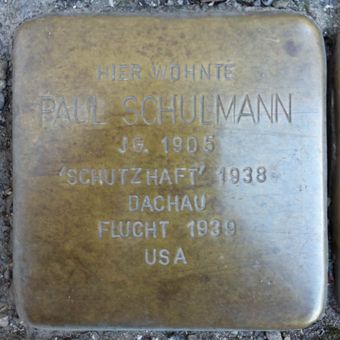 HIER WOHNTE
PAUL SCHULMANN
JG. 1905
'SCHUTZHAFT' 1938
DACHAU
FLUCHT 1939
USA